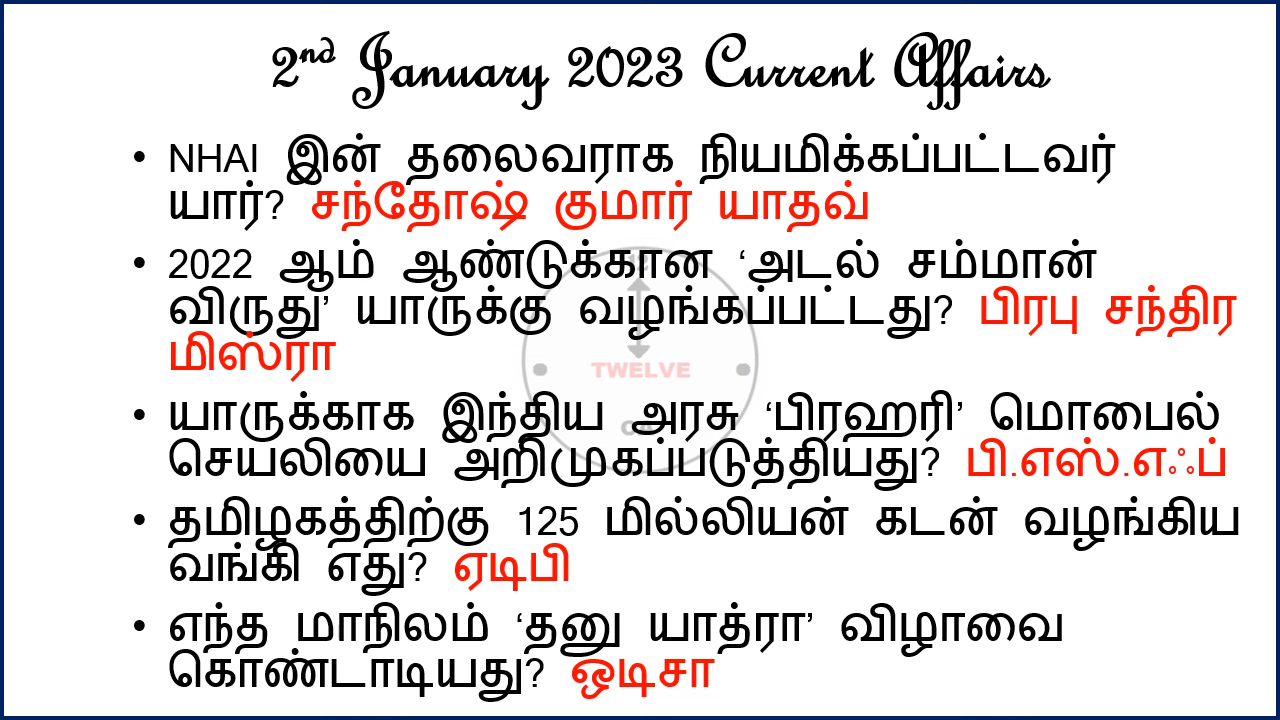 2nd January 2023 Current Affairs
• NHAI இன் தலைவராக நியமிக்கப்பட்டவர்
யார்? சந்தோஷ் குமார் யாதவ்
• 2022 ஆம் ஆண்டுக்கான ‘அடல் சம்மான்
விருது’ யாருக்கு வழங்கப்பட்டது? பிரபு சந்திர
மிஸ்ரா
TWELVE
• யாருக்காக இந்திய அரசு ‘பிரஹரி’ மொபைல்
செயலியை அறிமுகப்படுத்தியது? பி.எஸ்.எஃப்
• தமிழகத்திற்கு 125 மில்லியன் கடன் வழங்கிய
வங்கி எது? ஏடிபி
• எந்த மாநிலம் ‘தனு யாத்ரா’ விழாவை
கொண்டாடியது? ஒடிசா